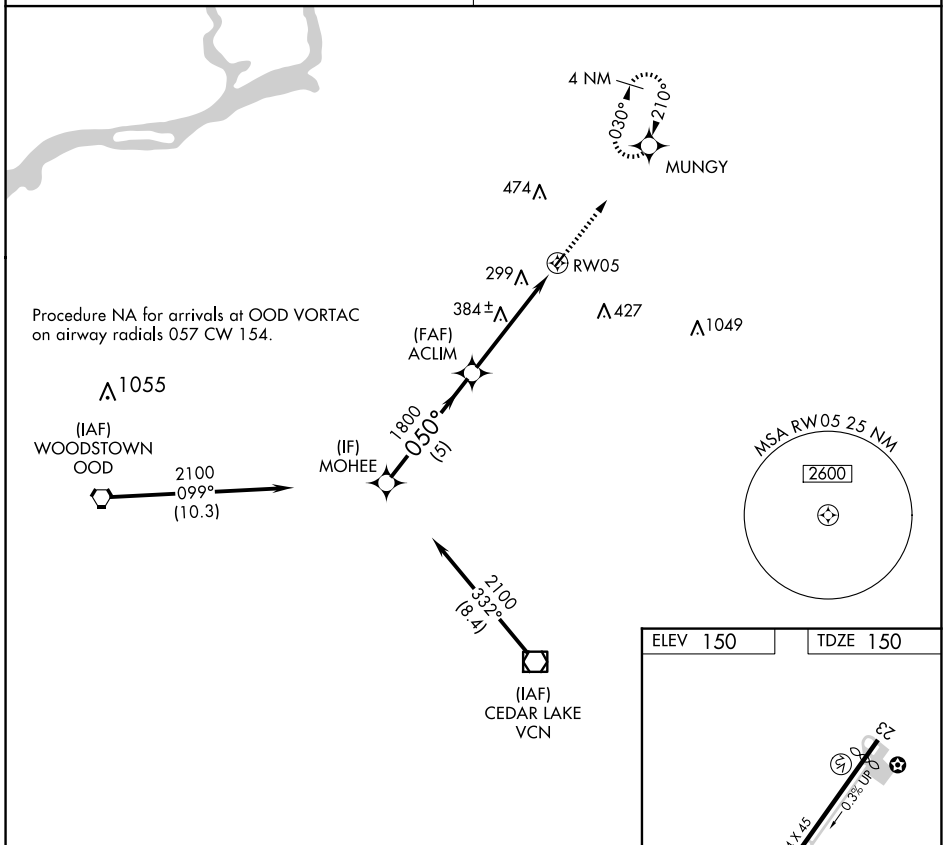 4 NM
030°
210°
MUNGY
474
RW05
299
384±
427
1049
Procedure NA for arrivals at OOD VORTAC
on airway radials 057 CW 154.
(FAF)
ACLIM
1055
(IAF)
WOODSTOWN
OOD
1800
050°
(5)
(IF)
MOHEE
2100
099°
(10.3)
MSA RW05 25 NM
2600
2100
332°
(8.4)
(IAF)
CEDAR LAKE
VCN
ELEV 150
TDZE 150
23
0.3% UP
X 45